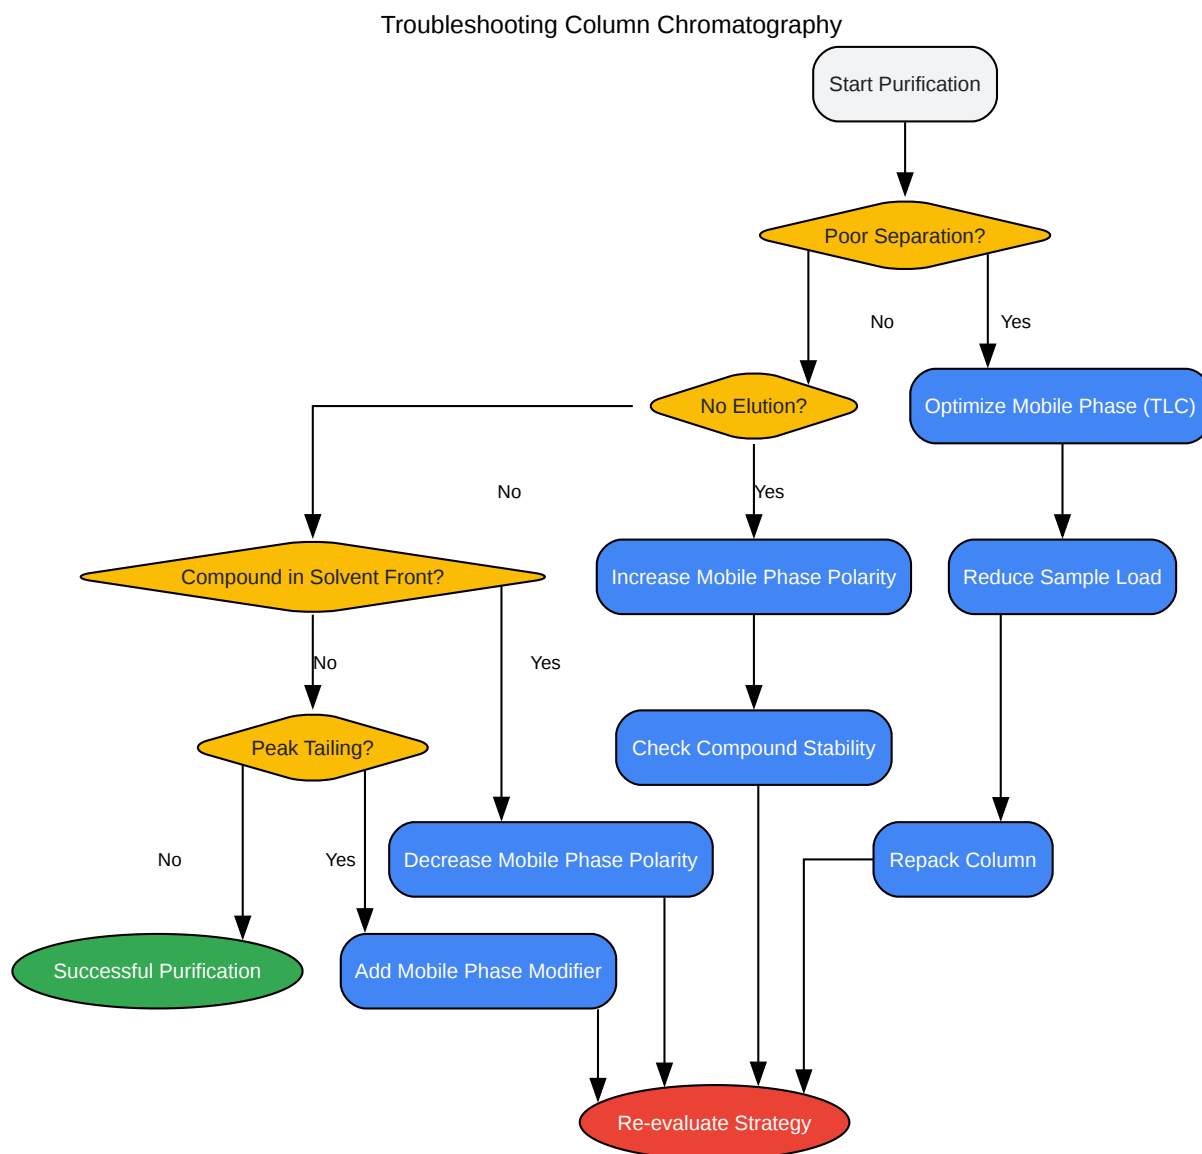 Troubleshooting Column Chromatography
Start Purification
Poor Separation?
No
Yes
No Elution?
Optimize Mobile Phase (TLC)
No
Yes
Compound in Solvent Front?
Increase Mobile Phase Polarity
Reduce Sample Load
No
Yes
Peak Tailing?
Check Compound Stability
No
Yes
Decrease Mobile Phase Polarity
Repack Column
Successful Purification
Add Mobile Phase Modifier
Re-evaluate Strategy